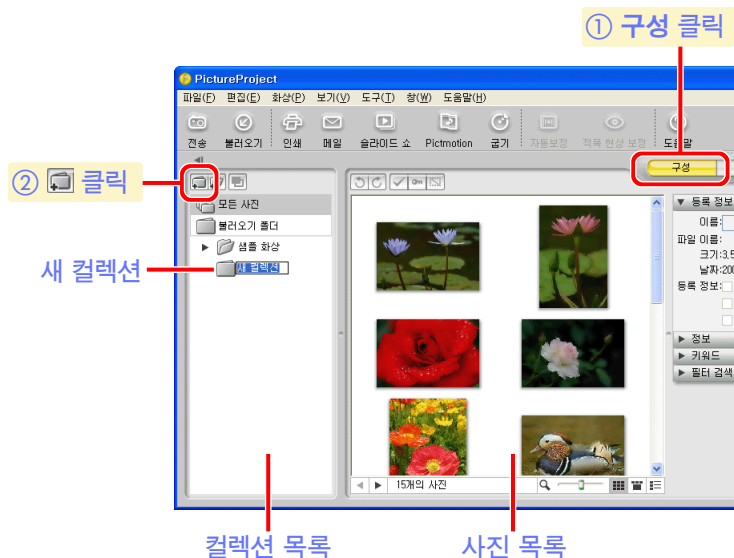 ① 구성 클릭
PictureProject
파일(F) 편집(E) 화상(P) 보기(V) 도구(T) 창(W) 도움말(H)
전송 불러오기 인쇄 메일 슬라이드 쇼 Pictmotion 굽기 자동보정 적목 현상 보정 도움말
구성
② 클릭
모든 사진
불러오기 폴더
샘플 화상
새 컬렉션
새 컬렉션
등록 정보
이름:
파일 이름:
크기:3,5
날짜:200
등록 정보:
정보
키워드
필터 검색
15개의 사진
컬렉션 목록
사진 목록